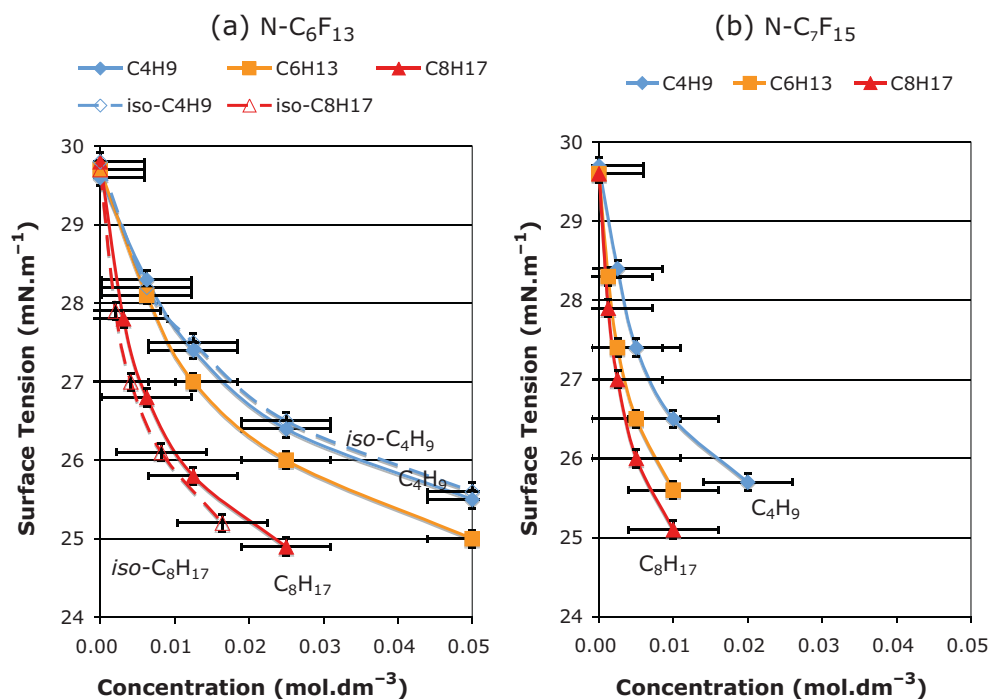 (a) N-C₆F₁₃
C4H9 C6H13 C8H17
iso-C4H9 iso-C8H17
Surface Tension (mN.m⁻¹)
30
29
28
27
26
25
24
iso-C₄H₉
C₄H₉
iso-C₈H₁₇
C₈H₁₇
0.00 0.01 0.02 0.03 0.04 0.05
Concentration (mol.dm⁻³)
(b) N-C₇F₁₅
C4H9 C6H13 C8H17
Surface Tension (mN.m⁻¹)
30
29
28
27
26
25
24
C₄H₉
C₈H₁₇
0.00 0.01 0.02 0.03 0.04 0.05
Concentration (mol.dm⁻³)